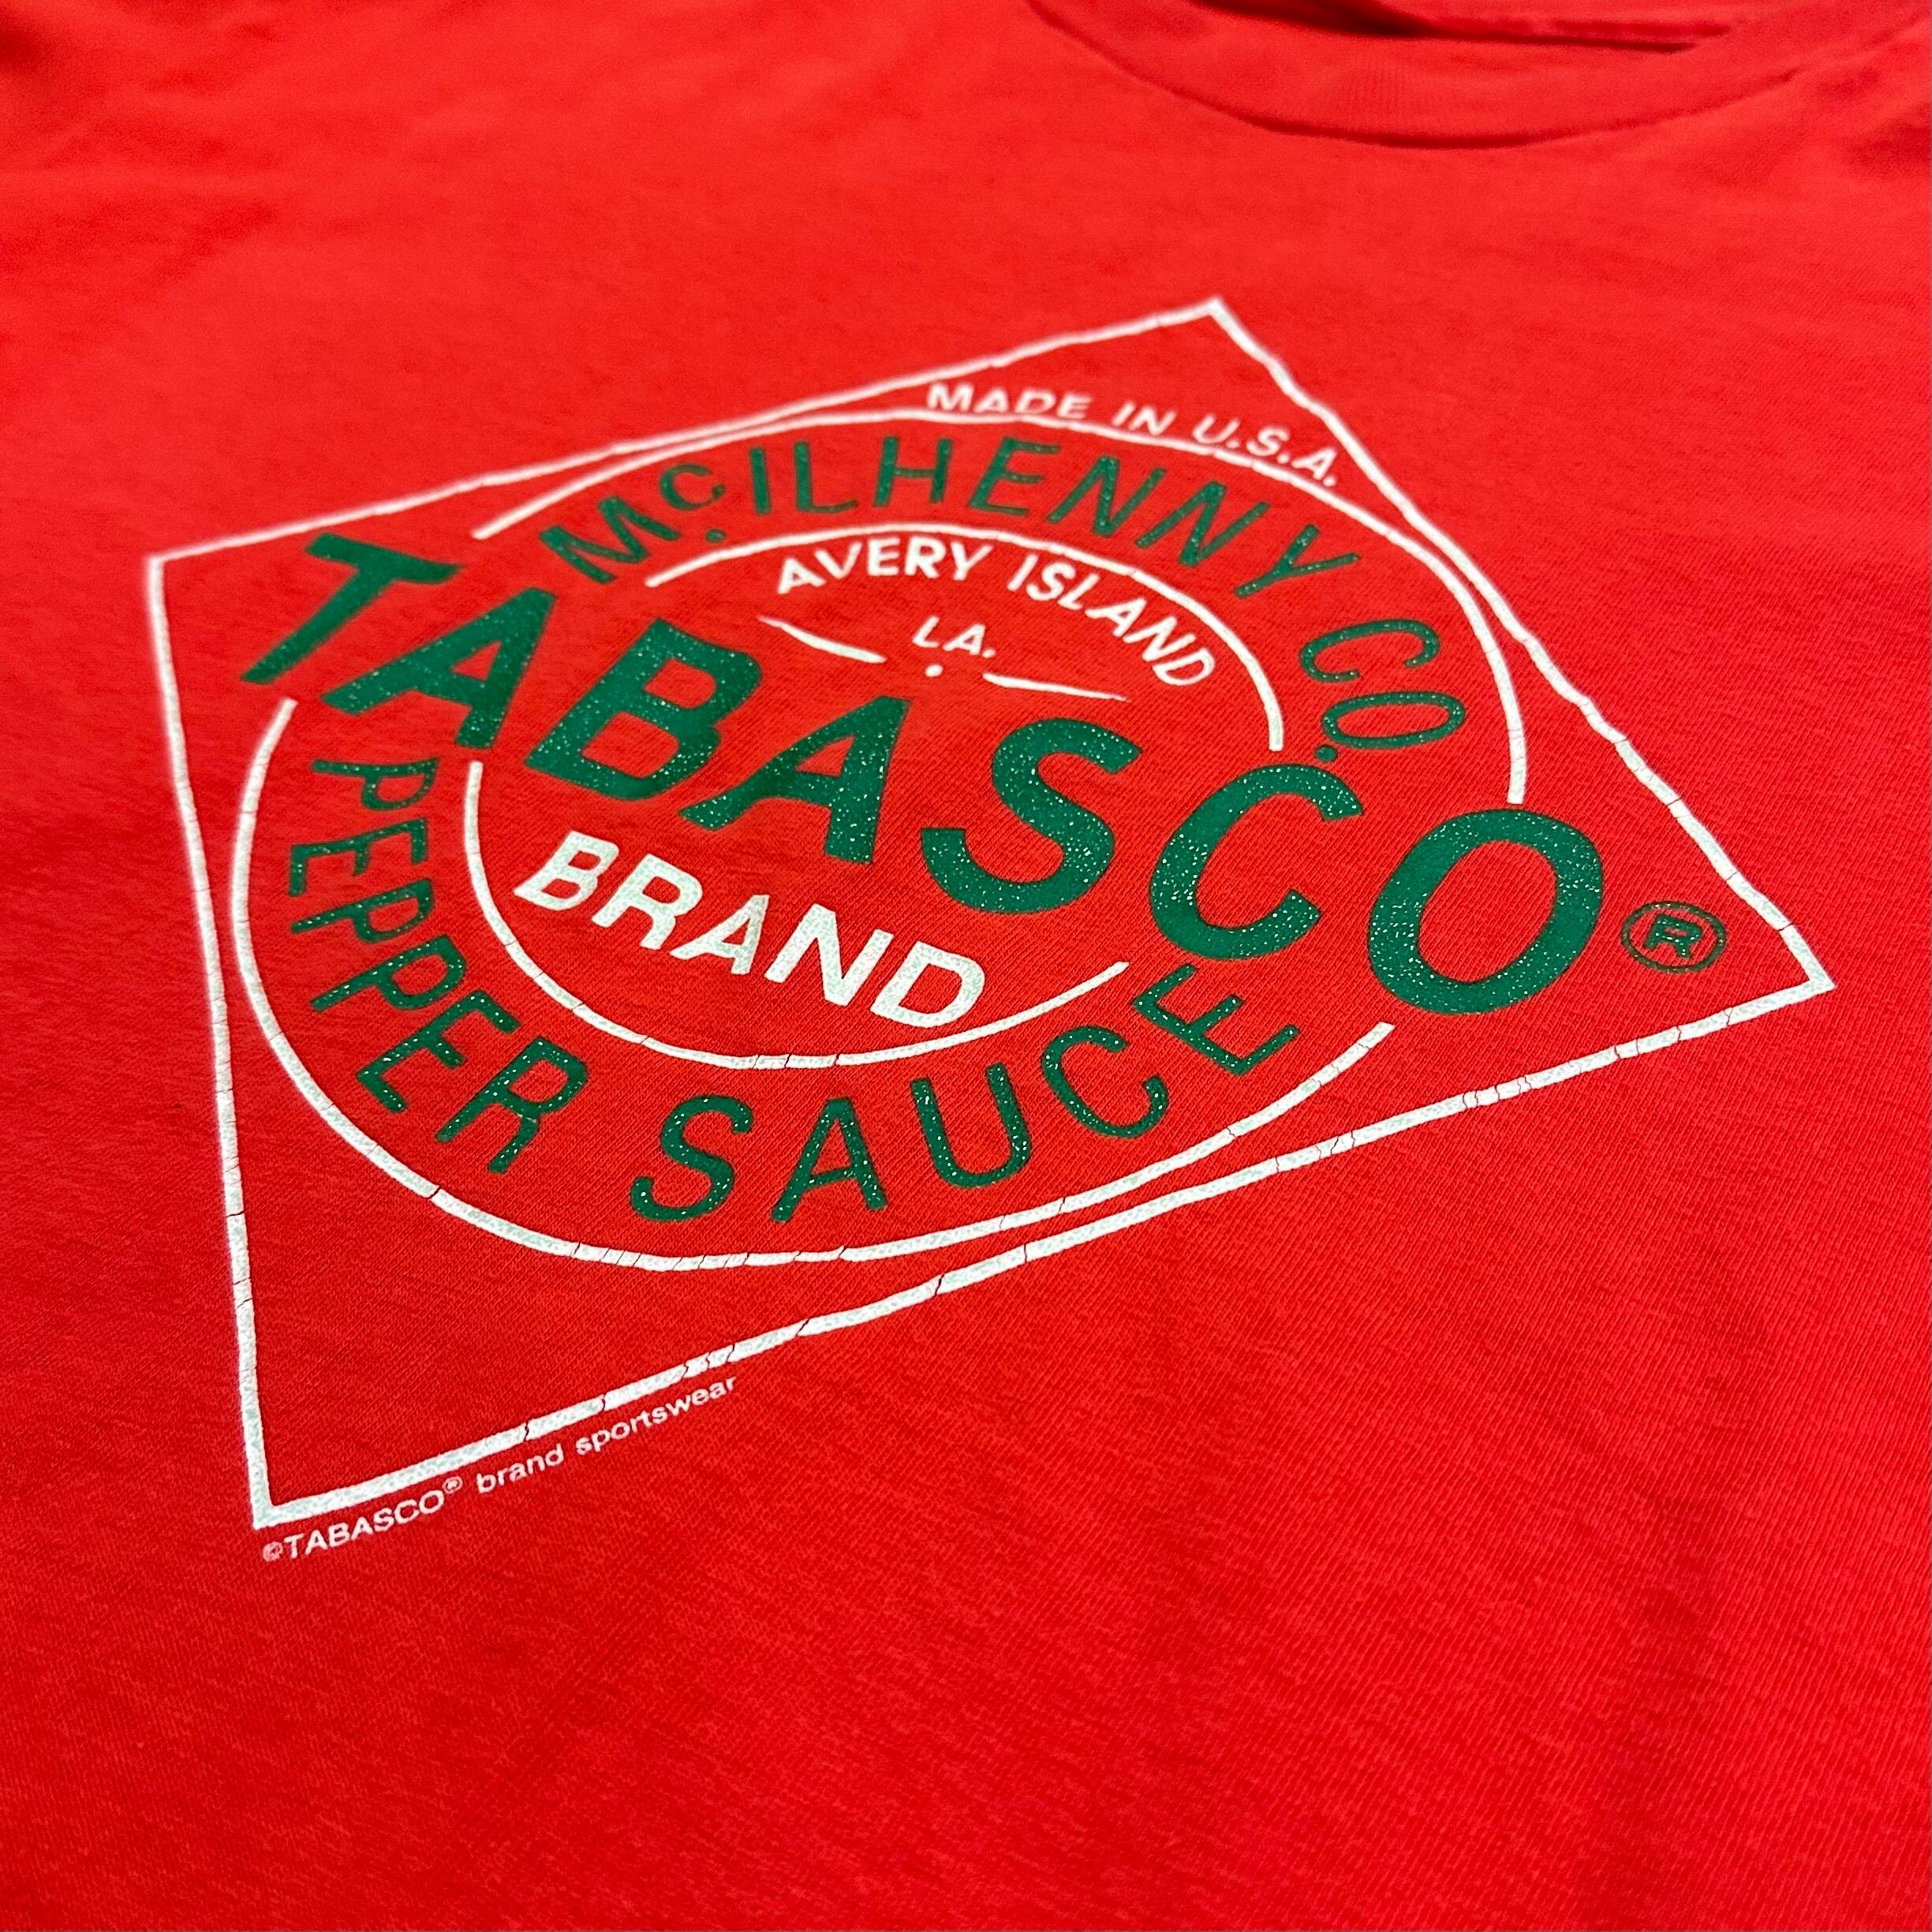 MADE IN U.S.A.
McILHENNY CO.
AVERY ISLAND
LA.
TABASCO®
BRAND
PEPPER SAUCE
©TABASCO® brand sportswear